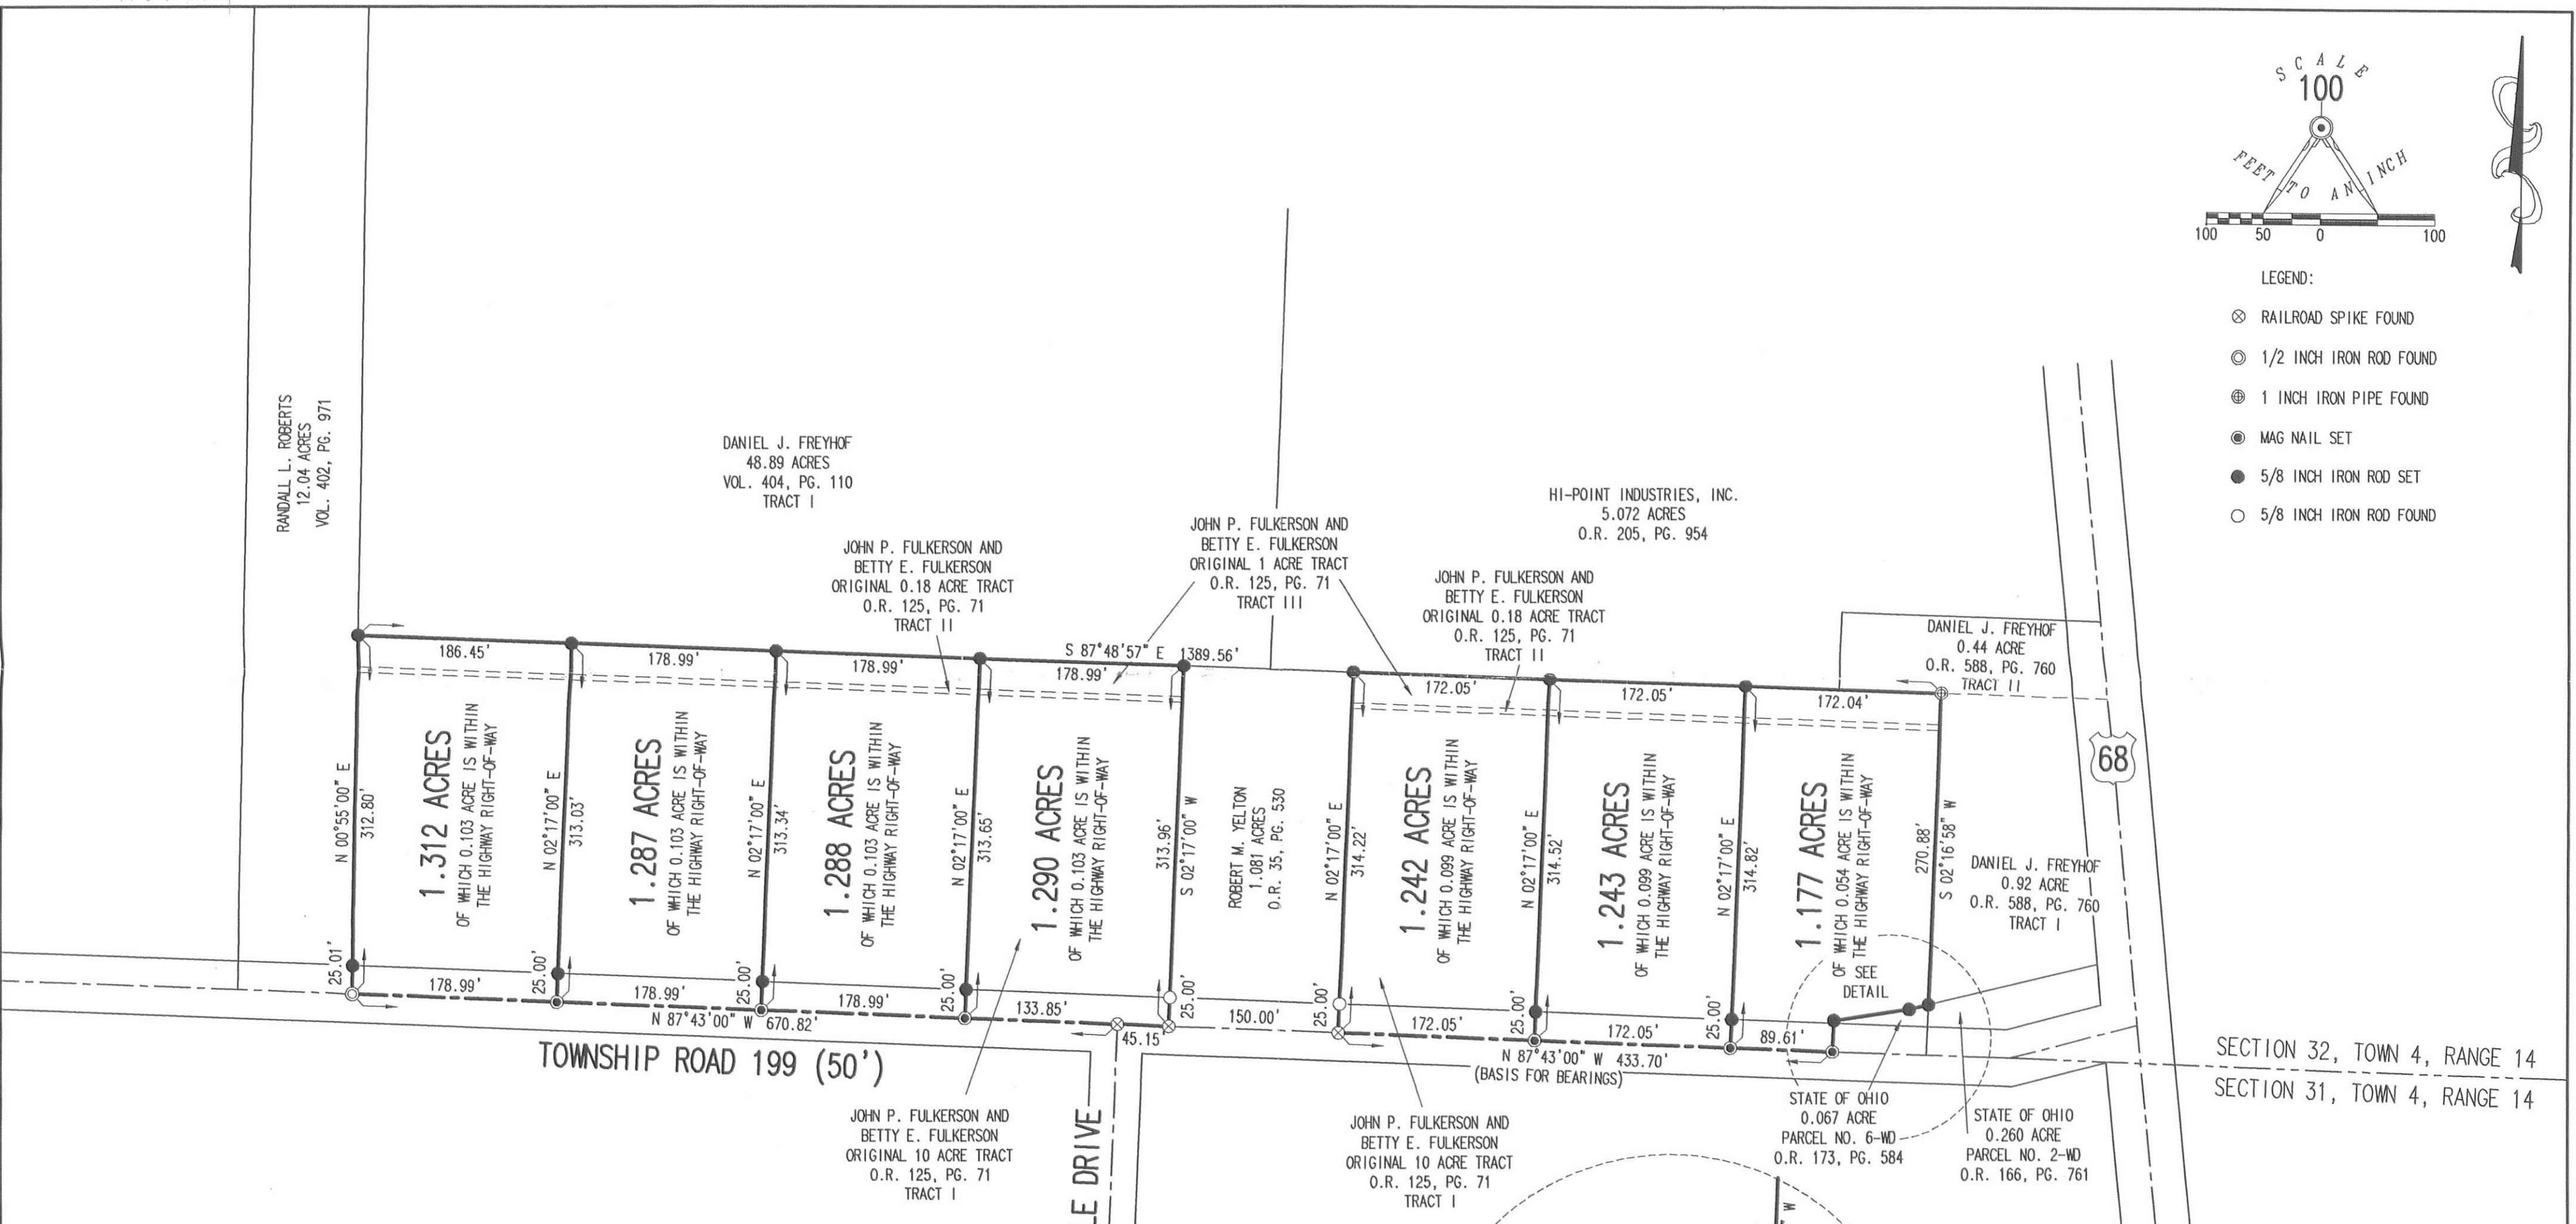 SCALE
100
FEET TO AN INCH
100 50 0 100
LEGEND:
RAILROAD SPIKE FOUND
1/2 INCH IRON ROD FOUND
1 INCH IRON PIPE FOUND
MAG NAIL SET
5/8 INCH IRON ROD SET
5/8 INCH IRON ROD FOUND
RANDALL L. ROBERTS
12.04 ACRES
VOL. 402, PG. 971
DANIEL J. FREYHOF
48.89 ACRES
VOL. 404, PG. 110
TRACT I
JOHN P. FULKERSON AND
BETTY E. FULKERSON
ORIGINAL 0.18 ACRE TRACT
O.R. 125, PG. 71
TRACT II
JOHN P. FULKERSON AND
BETTY E. FULKERSON
ORIGINAL 1 ACRE TRACT
O.R. 125, PG. 71
TRACT III
HI-POINT INDUSTRIES, INC.
5.072 ACRES
O.R. 205, PG. 954
JOHN P. FULKERSON AND
BETTY E. FULKERSON
ORIGINAL 0.18 ACRE TRACT
O.R. 125, PG. 71
TRACT II
DANIEL J. FREYHOF
0.44 ACRE
O.R. 588, PG. 760
TRACT II
68
S 87°48'57" E 1389.56'
186.45'
178.99'
178.99'
178.99'
172.05'
172.05'
172.04'
N 00°55'00" E
312.80'
25.01'
1.312 ACRES
OF WHICH 0.103 ACRE IS WITHIN
THE HIGHWAY RIGHT-OF-WAY
N 02°17'00" E
313.03'
25.00'
1.287 ACRES
OF WHICH 0.103 ACRE IS WITHIN
THE HIGHWAY RIGHT-OF-WAY
N 02°17'00" E
313.34'
25.00'
1.288 ACRES
OF WHICH 0.103 ACRE IS WITHIN
THE HIGHWAY RIGHT-OF-WAY
N 02°17'00" E
313.65'
25.00'
1.290 ACRES
OF WHICH 0.103 ACRE IS WITHIN
THE HIGHWAY RIGHT-OF-WAY
313.96'
S 02°17'00" W
25.00'
ROBERT M. YELTON
1.081 ACRES
O.R. 35, PG. 530
N 02°17'00" E
314.22'
25.00'
1.242 ACRES
OF WHICH 0.099 ACRE IS WITHIN
THE HIGHWAY RIGHT-OF-WAY
N 02°17'00" E
314.52'
25.00'
1.243 ACRES
OF WHICH 0.099 ACRE IS WITHIN
THE HIGHWAY RIGHT-OF-WAY
N 02°17'00" E
314.82'
25.00'
1.177 ACRES
OF WHICH 0.054 ACRE IS WITHIN
THE HIGHWAY RIGHT-OF-WAY
270.88'
S 02°16'58" W
SEE
DETAIL
DANIEL J. FREYHOF
0.92 ACRE
O.R. 588, PG. 760
TRACT I
178.99'
178.99'
178.99'
133.85'
45.15'
150.00'
172.05'
172.05'
89.61'
N 87°43'00" W 670.82'
N 87°43'00" W 433.70'
(BASIS FOR BEARINGS)
TOWNSHIP ROAD 199 (50')
SECTION 32, TOWN 4, RANGE 14
SECTION 31, TOWN 4, RANGE 14
JOHN P. FULKERSON AND
BETTY E. FULKERSON
ORIGINAL 10 ACRE TRACT
O.R. 125, PG. 71
TRACT I
LE DRIVE
JOHN P. FULKERSON AND
BETTY E. FULKERSON
ORIGINAL 10 ACRE TRACT
O.R. 125, PG. 71
TRACT I
STATE OF OHIO
0.067 ACRE
PARCEL NO. 6-WD
O.R. 173, PG. 584
STATE OF OHIO
0.260 ACRE
PARCEL NO. 2-WD
O.R. 166, PG. 761
" W